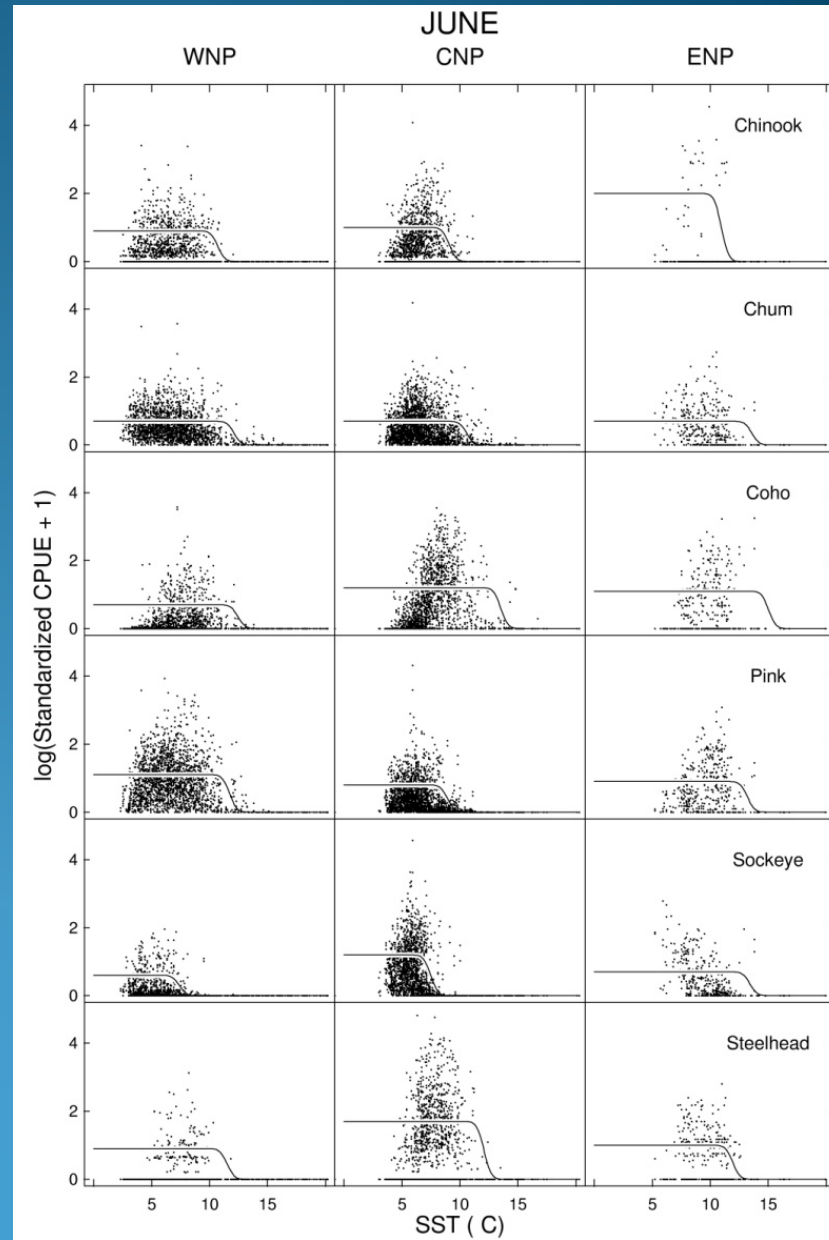 JUNE
WNP CNP ENP
4 Chinook
2
0
4 Chum
2
0
4 Coho
2
0
4 Pink
2
0
4 Sockeye
2
0
4 Steelhead
2
0
log(Standardized CPUE + 1)
5 10 15 5 10 15 5 10 15
SST ( C)